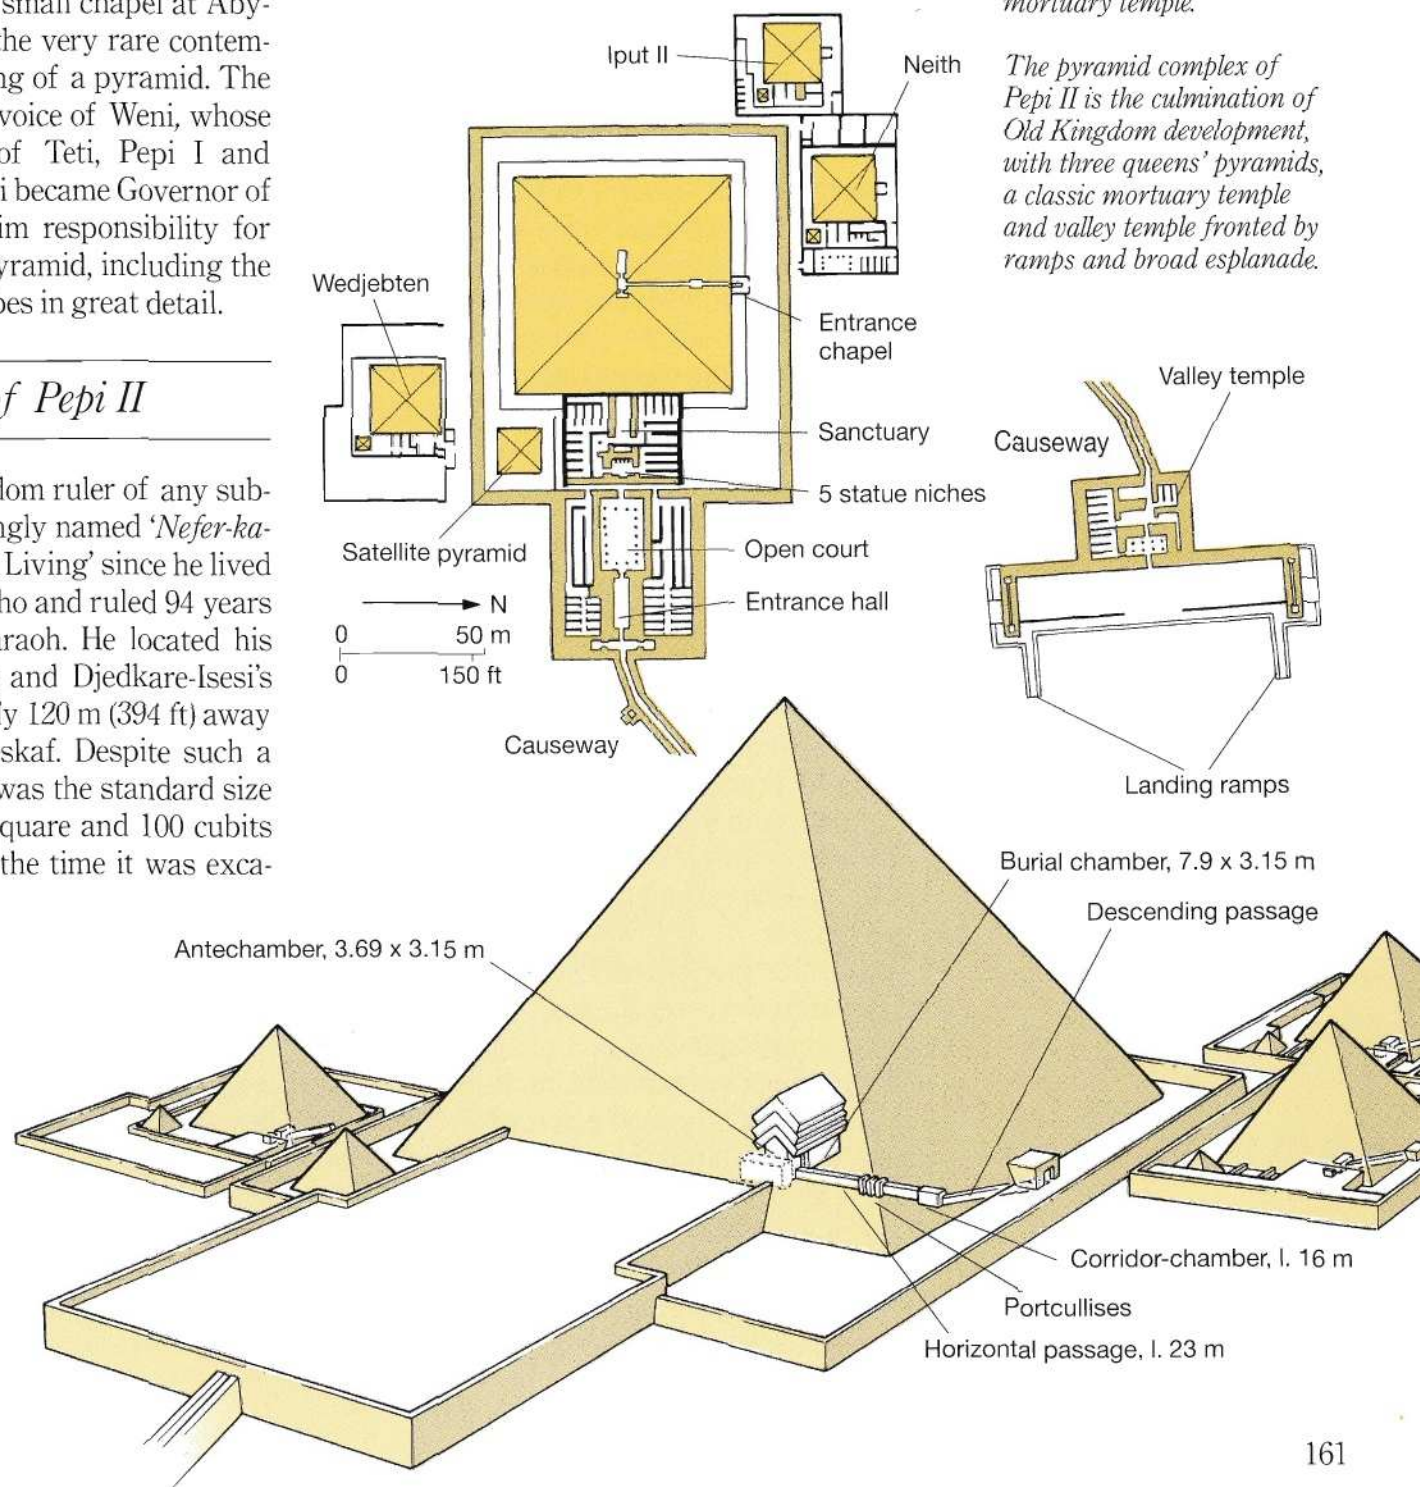 small chapel at Aby-
the very rare contem-
ng of a pyramid. The
voice of Weni, whose
of Teti, Pepi I and
i became Governor of
im responsibility for
yramid, including the
bes in great detail.
f Pepi II
dom ruler of any sub-
ngly named ‘Nefer-ka-
Living’ since he lived
ho and ruled 94 years
araoh. He located his
and Djedkare-Isesi’s
ly 120 m (394 ft) away
skaf. Despite such a
was the standard size
quare and 100 cubits
the time it was exca-
mortuary temple.
The pyramid complex of
Pepi II is the culmination of
Old Kingdom development,
with three queens’ pyramids,
a classic mortuary temple
and valley temple fronted by
ramps and broad esplanade.
Iput II
Neith
Wedjebten
Entrance
chapel
Sanctuary
5 statue niches
Satellite pyramid
Open court
Entrance hall
N
0 50 m
0 150 ft
Causeway
Valley temple
Causeway
Landing ramps
Burial chamber, 7.9 x 3.15 m
Descending passage
Antechamber, 3.69 x 3.15 m
Corridor-chamber, l. 16 m
Portcullises
Horizontal passage, l. 23 m
161